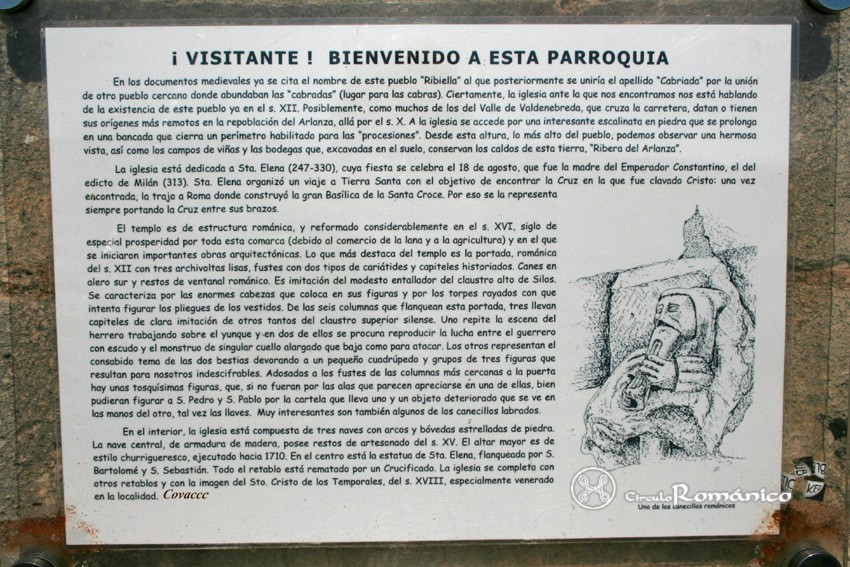 ¡ VISITANTE ! BIENVENIDO A ESTA PARROQUIA
En los documentos medievales ya se cita el nombre de este pueblo "Ribiella" al que posteriormente se uniría el apellido "Cabriada" por la unión
de otro pueblo cercano donde abundaban las "cabradas" (lugar para las cabras). Ciertamente, la iglesia ante la que nos encontramos nos está hablando
de la existencia de este pueblo ya en el s. XII. Posiblemente, como muchos de los del Valle de Valdenebreda, que cruza la carretera, datan o tienen
sus orígenes más remotos en la repoblación del Arlanza, allá por el s. X. A la iglesia se accede por una interesante escalinata en piedra que se prolonga
en una bancada que cierra un perímetro habilitado para las "procesiones". Desde esta altura, lo más alto del pueblo, podemos observar una hermosa
vista, así como los campos de viñas y las bodegas que, excavadas en el suelo, conservan los caldos de esta tierra, "Ribera del Arlanza".
La iglesia está dedicada a Sta. Elena (247-330), cuya fiesta se celebra el 18 de agosto, que fue la madre del Emperador Constantino, el del
edicto de Milán (313). Sta. Elena organizó un viaje a Tierra Santa con el objetivo de encontrar la Cruz en la que fue clavado Cristo: una vez
encontrada, la trajo a Roma donde construyó la gran Basílica de la Santa Croce. Por eso se la representa
siempre portando la Cruz entre sus brazos.
El templo es de estructura románica, y reformado considerablemente en el s. XVI, siglo de
especial prosperidad por toda esta comarca (debido al comercio de la lana y a la agricultura) y en el que
se iniciaron importantes obras arquitectónicas. Lo que más destaca del templo es la portada, románica
del s. XII con tres archivoltas lisas, fustes con dos tipos de cariátides y capiteles historiados. Canes en
alero sur y restos de ventanal románico. Es imitación del modesto entallador del claustro alto de Silos.
Se caracteriza por las enormes cabezas que coloca en sus figuras y por los torpes rayados con que
intenta figurar los pliegues de los vestidos. De las seis columnas que flanquean esta portada, tres llevan
capiteles de clara imitación de otros tantos del claustro superior silense. Uno repite la escena del
herrero trabajando sobre el yunque y en dos de ellos se procura reproducir la lucha entre el guerrero
con escudo y el monstruo de singular cuello alargado que baja como para atacar. Los otros representan el
consabido tema de las dos bestias devorando a un pequeño cuadrúpedo y grupos de tres figuras que
resultan para nosotros indescifrables. Adosados a los fustes de las columnas más cercanas a la puerta
hay unas tosquísimas figuras, que, si no fueran por las alas que parecen apreciarse en una de ellas, bien
pudieran figurar a S. Pedro y S. Pablo por la cartela que lleva uno y un objeto deteriorado que se ve en
las manos del otro, tal vez las llaves. Muy interesantes son también algunos de los canecillos labrados.
En el interior, la iglesia está compuesta de tres naves con arcos y bóvedas estrelladas de piedra.
La nave central, de armadura de madera, posee restos de artesonado del s. XV. El altar mayor es de
estilo churrigueresco, ejecutado hacia 1710. En el centro está la estatua de Sta. Elena, flanqueada por S.
Bartolomé y S. Sebastián. Todo el retablo está rematado por un Crucificado. La iglesia se completa con
otros retablos y con la imagen del Sto. Cristo de los Temporales, del s. XVIII, especialmente venerado
en la localidad. Covaccc
Círculo Románico
Uno de los canecillos románicos